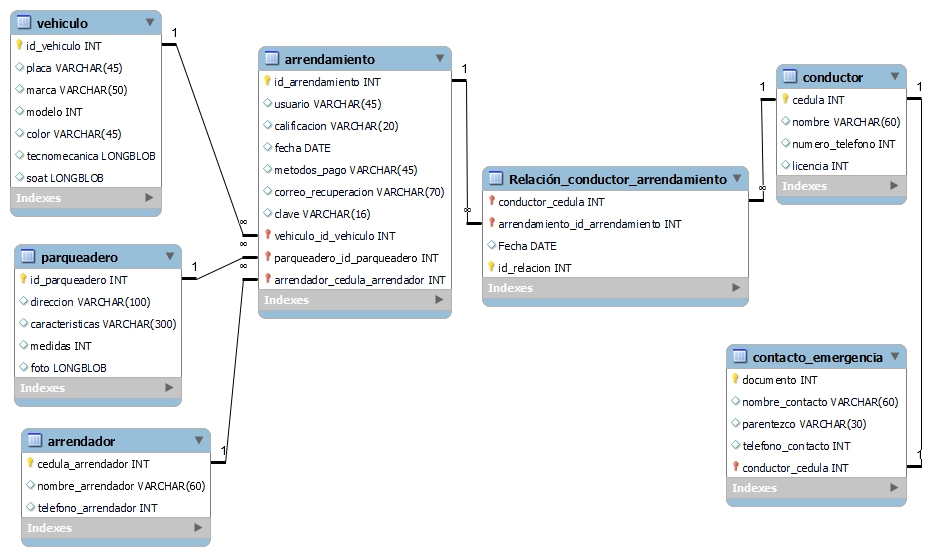 vehiculo
id_vehiculo INT
placa VARCHAR(45)
marca VARCHAR(50)
modelo INT
color VARCHAR(45)
tecnomecanica LONGBLOB
soat LONGBLOB
Indexes
1
∞
arrendamiento
id_arrendamiento INT
usuario VARCHAR(45)
calificacion VARCHAR(20)
fecha DATE
metodos_pago VARCHAR(45)
correo_recuperacion VARCHAR(70)
clave VARCHAR(16)
vehiculo_id_vehiculo INT
parqueadero_id_parqueadero INT
arrendador_cedula_arrendador INT
Indexes
1
∞
conductor
cedula INT
nombre VARCHAR(60)
numero_telefono INT
licencia INT
Indexes
1
1
∞
Relación_conductor_arrendamiento
conductor_cedula INT
arrendamiento_id_arrendamiento INT
Fecha DATE
id_relacion INT
Indexes
parqueadero
id_parqueadero INT
direccion VARCHAR(100)
caracteristicas VARCHAR(300)
medidas INT
foto LONGBLOB
Indexes
1
∞
arrendador
cedula_arrendador INT
nombre_arrendador VARCHAR(60)
telefono_arrendador INT
Indexes
1
∞
contacto_emergencia
documento INT
nombre_contacto VARCHAR(60)
parentezco VARCHAR(30)
telefono_contacto INT
conductor_cedula INT
Indexes
1